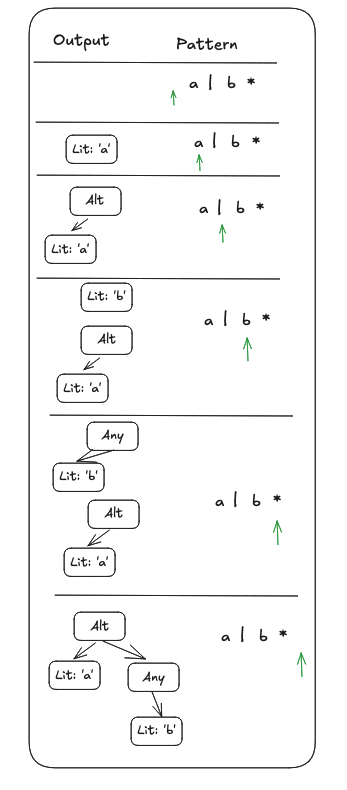 Output Pattern
a | b *
Lit: 'a' a | b *
Alt
a | b *
Lit: 'a'
Lit: 'b'
a | b *
Alt
Lit: 'a'
Any
Lit: 'b'
a | b *
Alt
Lit: 'a'
Alt
a | b *
Lit: 'a' Any
Lit: 'b'